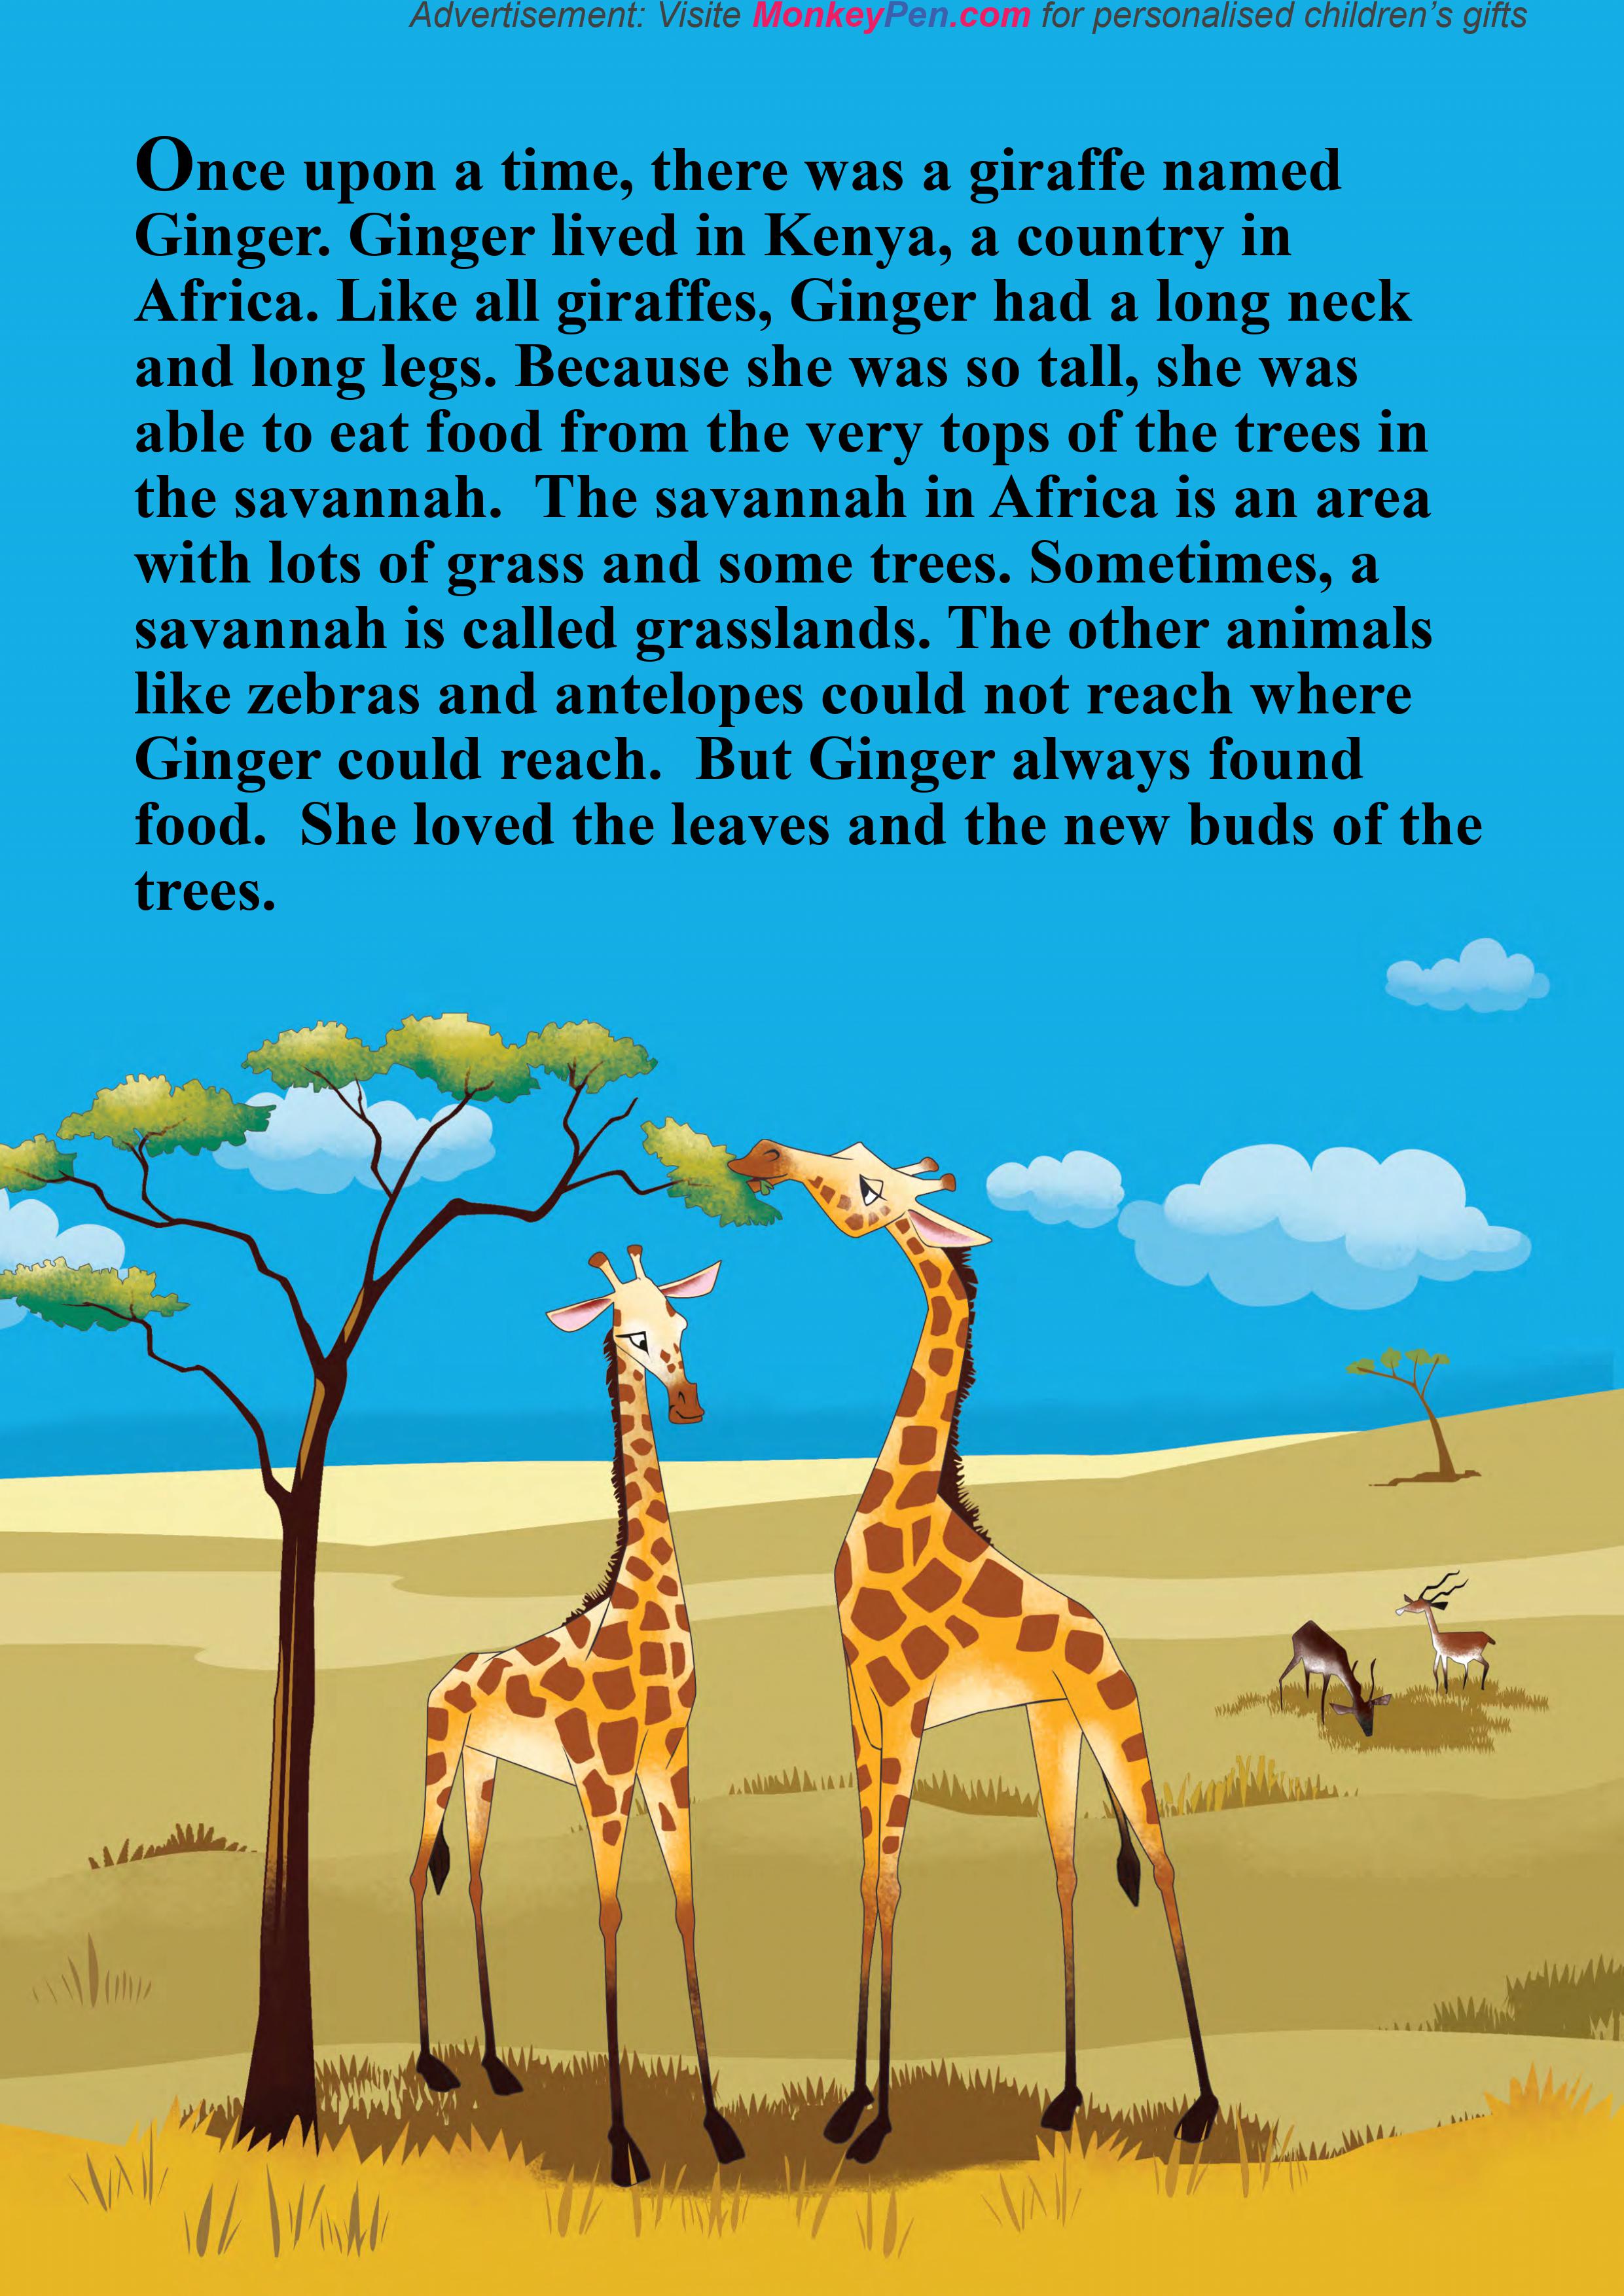 Advertisement: Visite MonkeyPen.com for personalised children’s gifts
Once upon a time, there was a giraffe named
Ginger. Ginger lived in Kenya, a country in
Africa. Like all giraffes, Ginger had a long neck
and long legs. Because she was so tall, she was
able to eat food from the very tops of the trees in
the savannah.  The savannah in Africa is an area
with lots of grass and some trees. Sometimes, a
savannah is called grasslands. The other animals
like zebras and antelopes could not reach where
Ginger could reach.  But Ginger always found
food.  She loved the leaves and the new buds of the
trees.